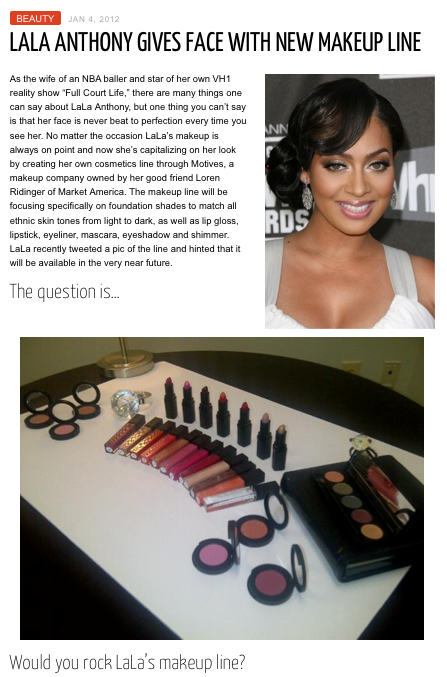 BEAUTY JAN 4, 2012
LALA ANTHONY GIVES FACE WITH NEW MAKEUP LINE
As the wife of an NBA baller and star of her own VH1
reality show “Full Court Life,” there are many things one
can say about LaLa Anthony, but one thing you can’t say
is that her face is never beat to perfection every time you
see her. No matter the occasion LaLa’s makeup is
always on point and now she’s capitalizing on her look
by creating her own cosmetics line through Motives, a
makeup company owned by her good friend Loren
Ridinger of Market America. The makeup line will be
focusing specifically on foundation shades to match all
ethnic skin tones from light to dark, as well as lip gloss,
lipstick, eyeliner, mascara, eyeshadow and shimmer.
LaLa recently tweeted a pic of the line and hinted that it
will be available in the very near future.
The question is...
Would you rock LaLa’s makeup line?